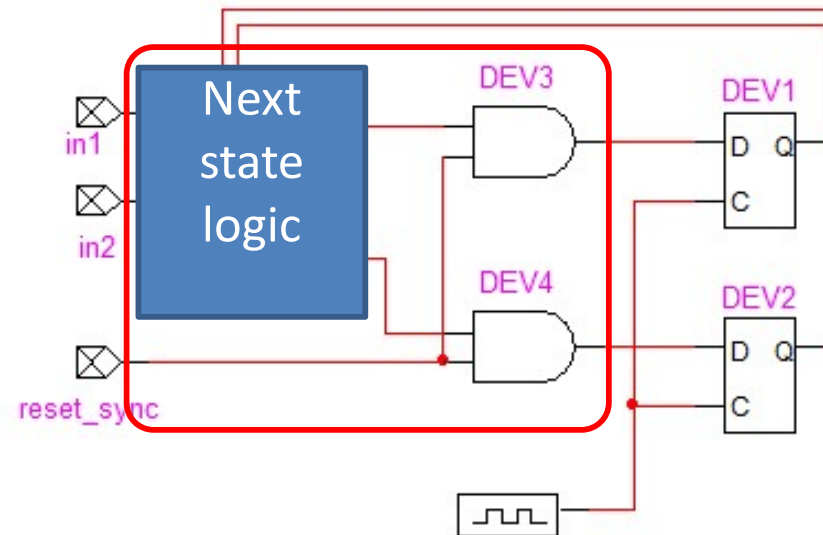 Next
state
logic
in1
in2
reset_sync
DEV3
DEV4
DEV1
D Q
C
DEV2
D Q
C